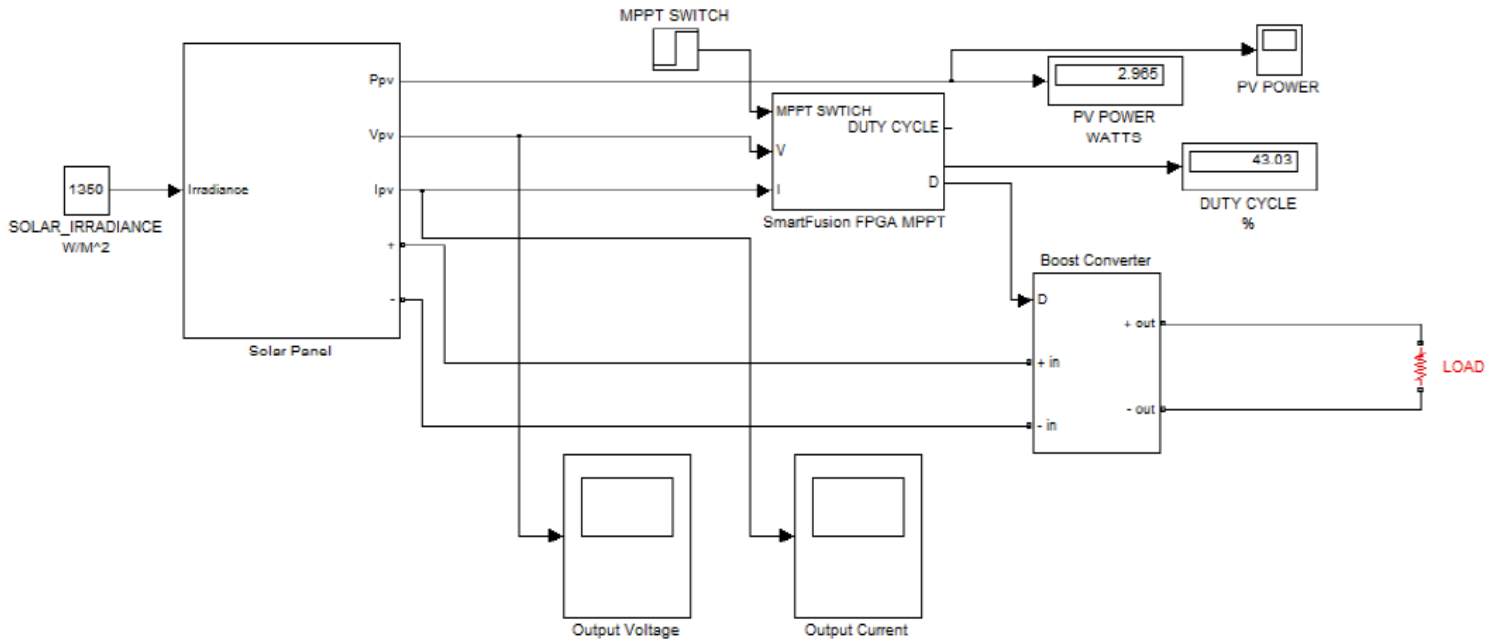 MPPT SWITCH
Ppv
2.965
PV POWER
MPPT SWTICH
DUTY CYCLE
PV POWER
WATTS
Vpv
V
43.03
1350
Irradiance
Ipv
I
D
DUTY CYCLE
%
SOLAR_IRRADIANCE
W/M^2
SmartFusion FPGA MPPT
+
Boost Converter
-
D
+ out
Solar Panel
+ in
LOAD
- out
- in
Output Voltage
Output Current